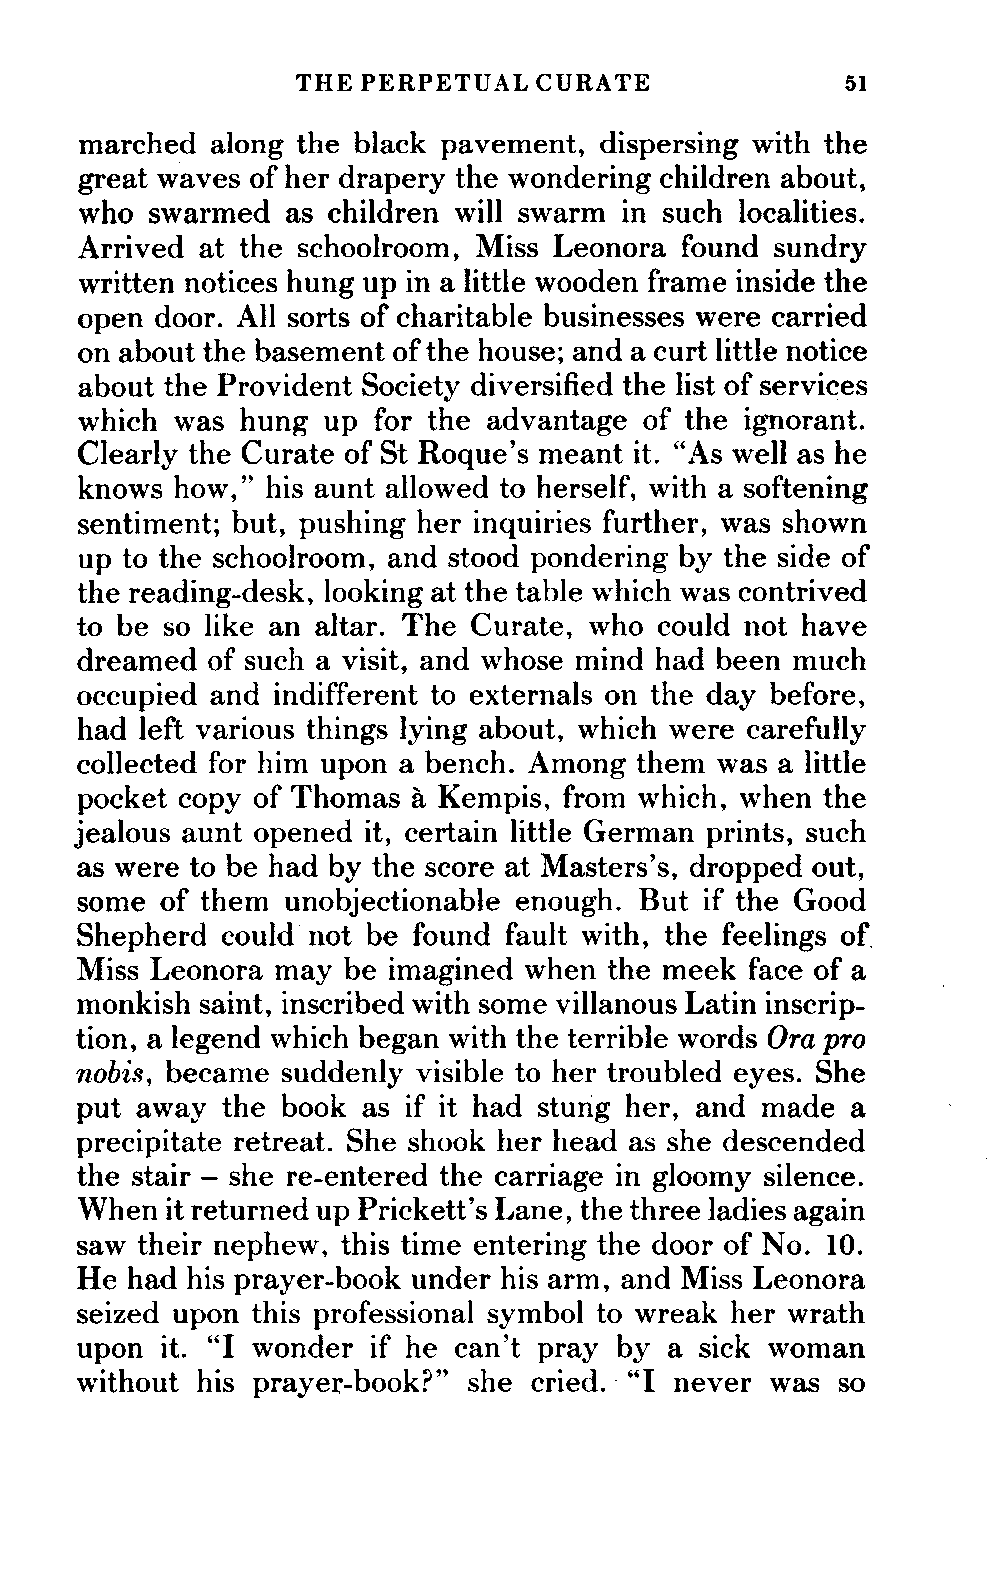 THE PERPETUAL CURATE 51
marched along the black pavement, dispersing with the
great waves of her drapery the wondering children about,
who swarmed as children will swarm in such localities.
Arrived at the schoolroom, Miss Leonora found sundry
written notices hung up in a little wooden frame inside the
open door. All sorts of charitable businesses were carried
on about the basement of the house; and a curt little notice
about the Provident Society diversified the list of services
which was hung up for the advantage of the ignorant.
Clearly the Curate of St Roque's meant it. “As well as he
knows how,” his aunt allowed to herself, with a softening
sentiment; but, pushing her inquiries further, was shown
up to the schoolroom, and stood pondering by the side of
the reading-desk, looking at the table which was contrived
to be so like an altar. The Curate, who could not have
dreamed of such a visit, and whose mind had been much
occupied and indifferent to externals on the day before,
had left various things lying about, which were carefully
collected for him upon a bench. Among them was a little
pocket copy of Thomas à Kempis, from which, when the
jealous aunt opened it, certain little German prints, such
as were to be had by the score at Masters's, dropped out,
some of them unobjectionable enough. But if the Good
Shepherd could not be found fault with, the feelings of
Miss Leonora may be imagined when the meek face of a
monkish saint, inscribed with some villanous Latin inscrip-
tion, a legend which began with the terrible words Ora pro
nobis, became suddenly visible to her troubled eyes. She
put away the book as if it had stung her, and made a
precipitate retreat. She shook her head as she descended
the stair – she re-entered the carriage in gloomy silence.
When it returned up Prickett's Lane, the three ladies again
saw their nephew, this time entering the door of No. 10.
He had his prayer-book under his arm, and Miss Leonora
seized upon this professional symbol to wreak her wrath
upon it. “I wonder if he can't pray by a sick woman
without his prayer-book?” she cried. “I never was so